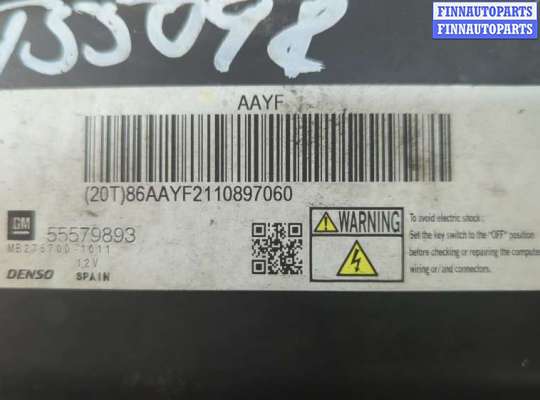 FINNAUTOPARTS
FINNAUTOPARTS
AAYF
(20T)86AAYF2110897060
GM
55579893
MB275700-1011
12V
DENSO
SPAIN
WARNING
To avoid electric shock:
Set the key switch to the "OFF" position
before checking or repairing the computer
wiring or/and connectors.